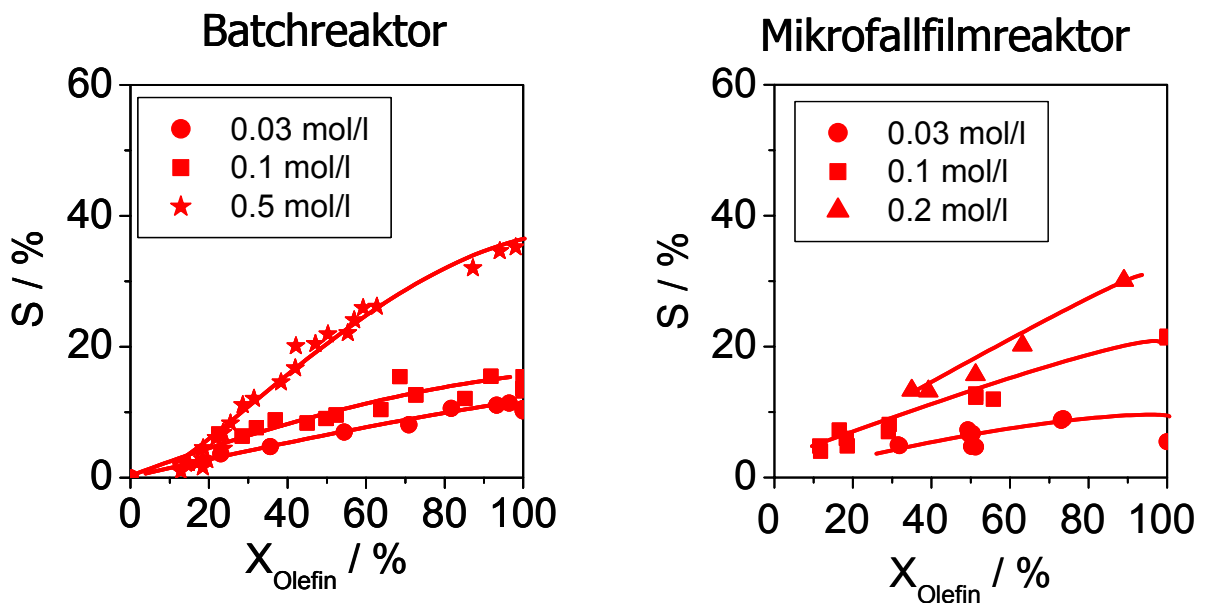 Batchreaktor
60
40
20
0
S / %
0.03 mol/l
0.1 mol/l
0.5 mol/l
0 20 40 60 80 100
X_Olefin / %
Mikrofallfilmreaktor
60
40
20
0
S / %
0.03 mol/l
0.1 mol/l
0.2 mol/l
0 20 40 60 80 100
X_Olefin / %